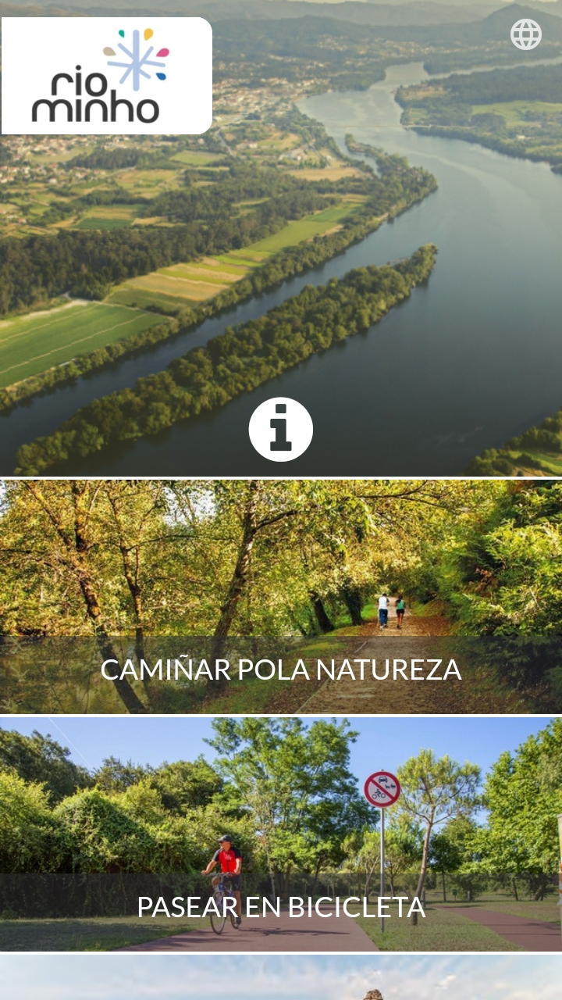 rio
minho
CAMIÑAR POLA NATUREZA
PASEAR EN BICICLETA